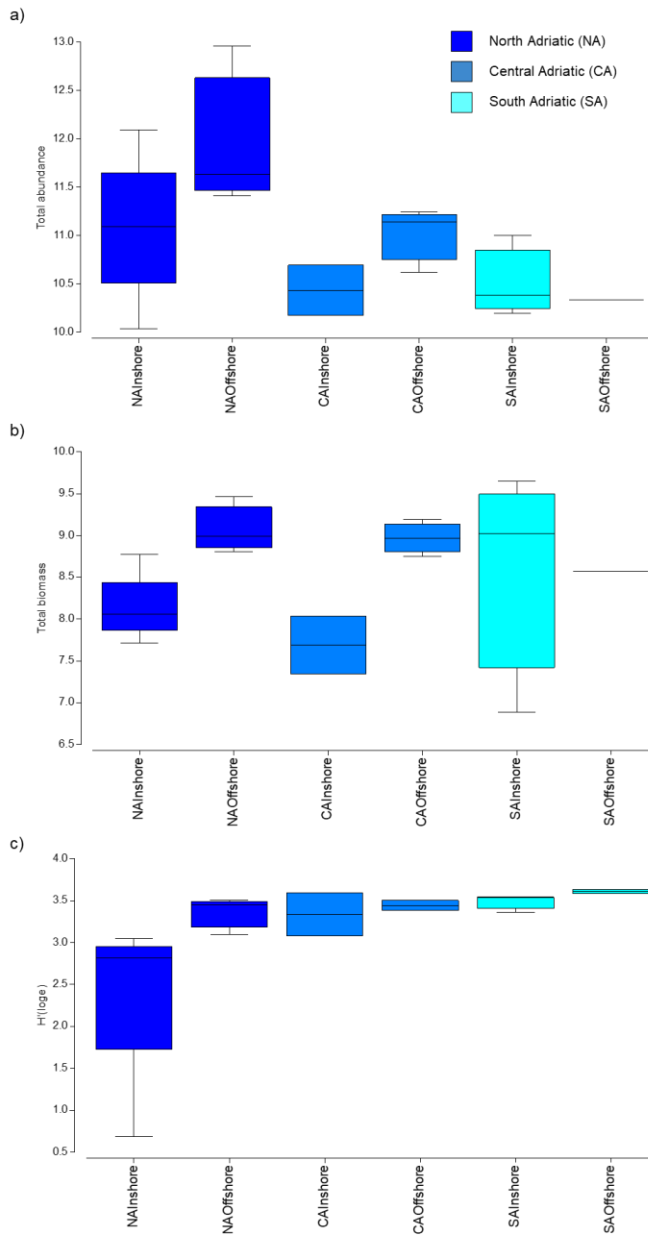 a)
Total abundance
13.0
12.5
12.0
11.5
11.0
10.5
10.0
North Adriatic (NA)
Central Adriatic (CA)
South Adriatic (SA)
NAInshore
NAOffshore
CAInshore
CAOffshore
SAInshore
SAOffshore
b)
Total biomass
10.0
9.5
9.0
8.5
8.0
7.5
7.0
6.5
NAInshore
NAOffshore
CAInshore
CAOffshore
SAInshore
SAOffshore
c)
H'(loge)
4.0
3.5
3.0
2.5
2.0
1.5
1.0
0.5
NAInshore
NAOffshore
CAInshore
CAOffshore
SAInshore
SAOffshore